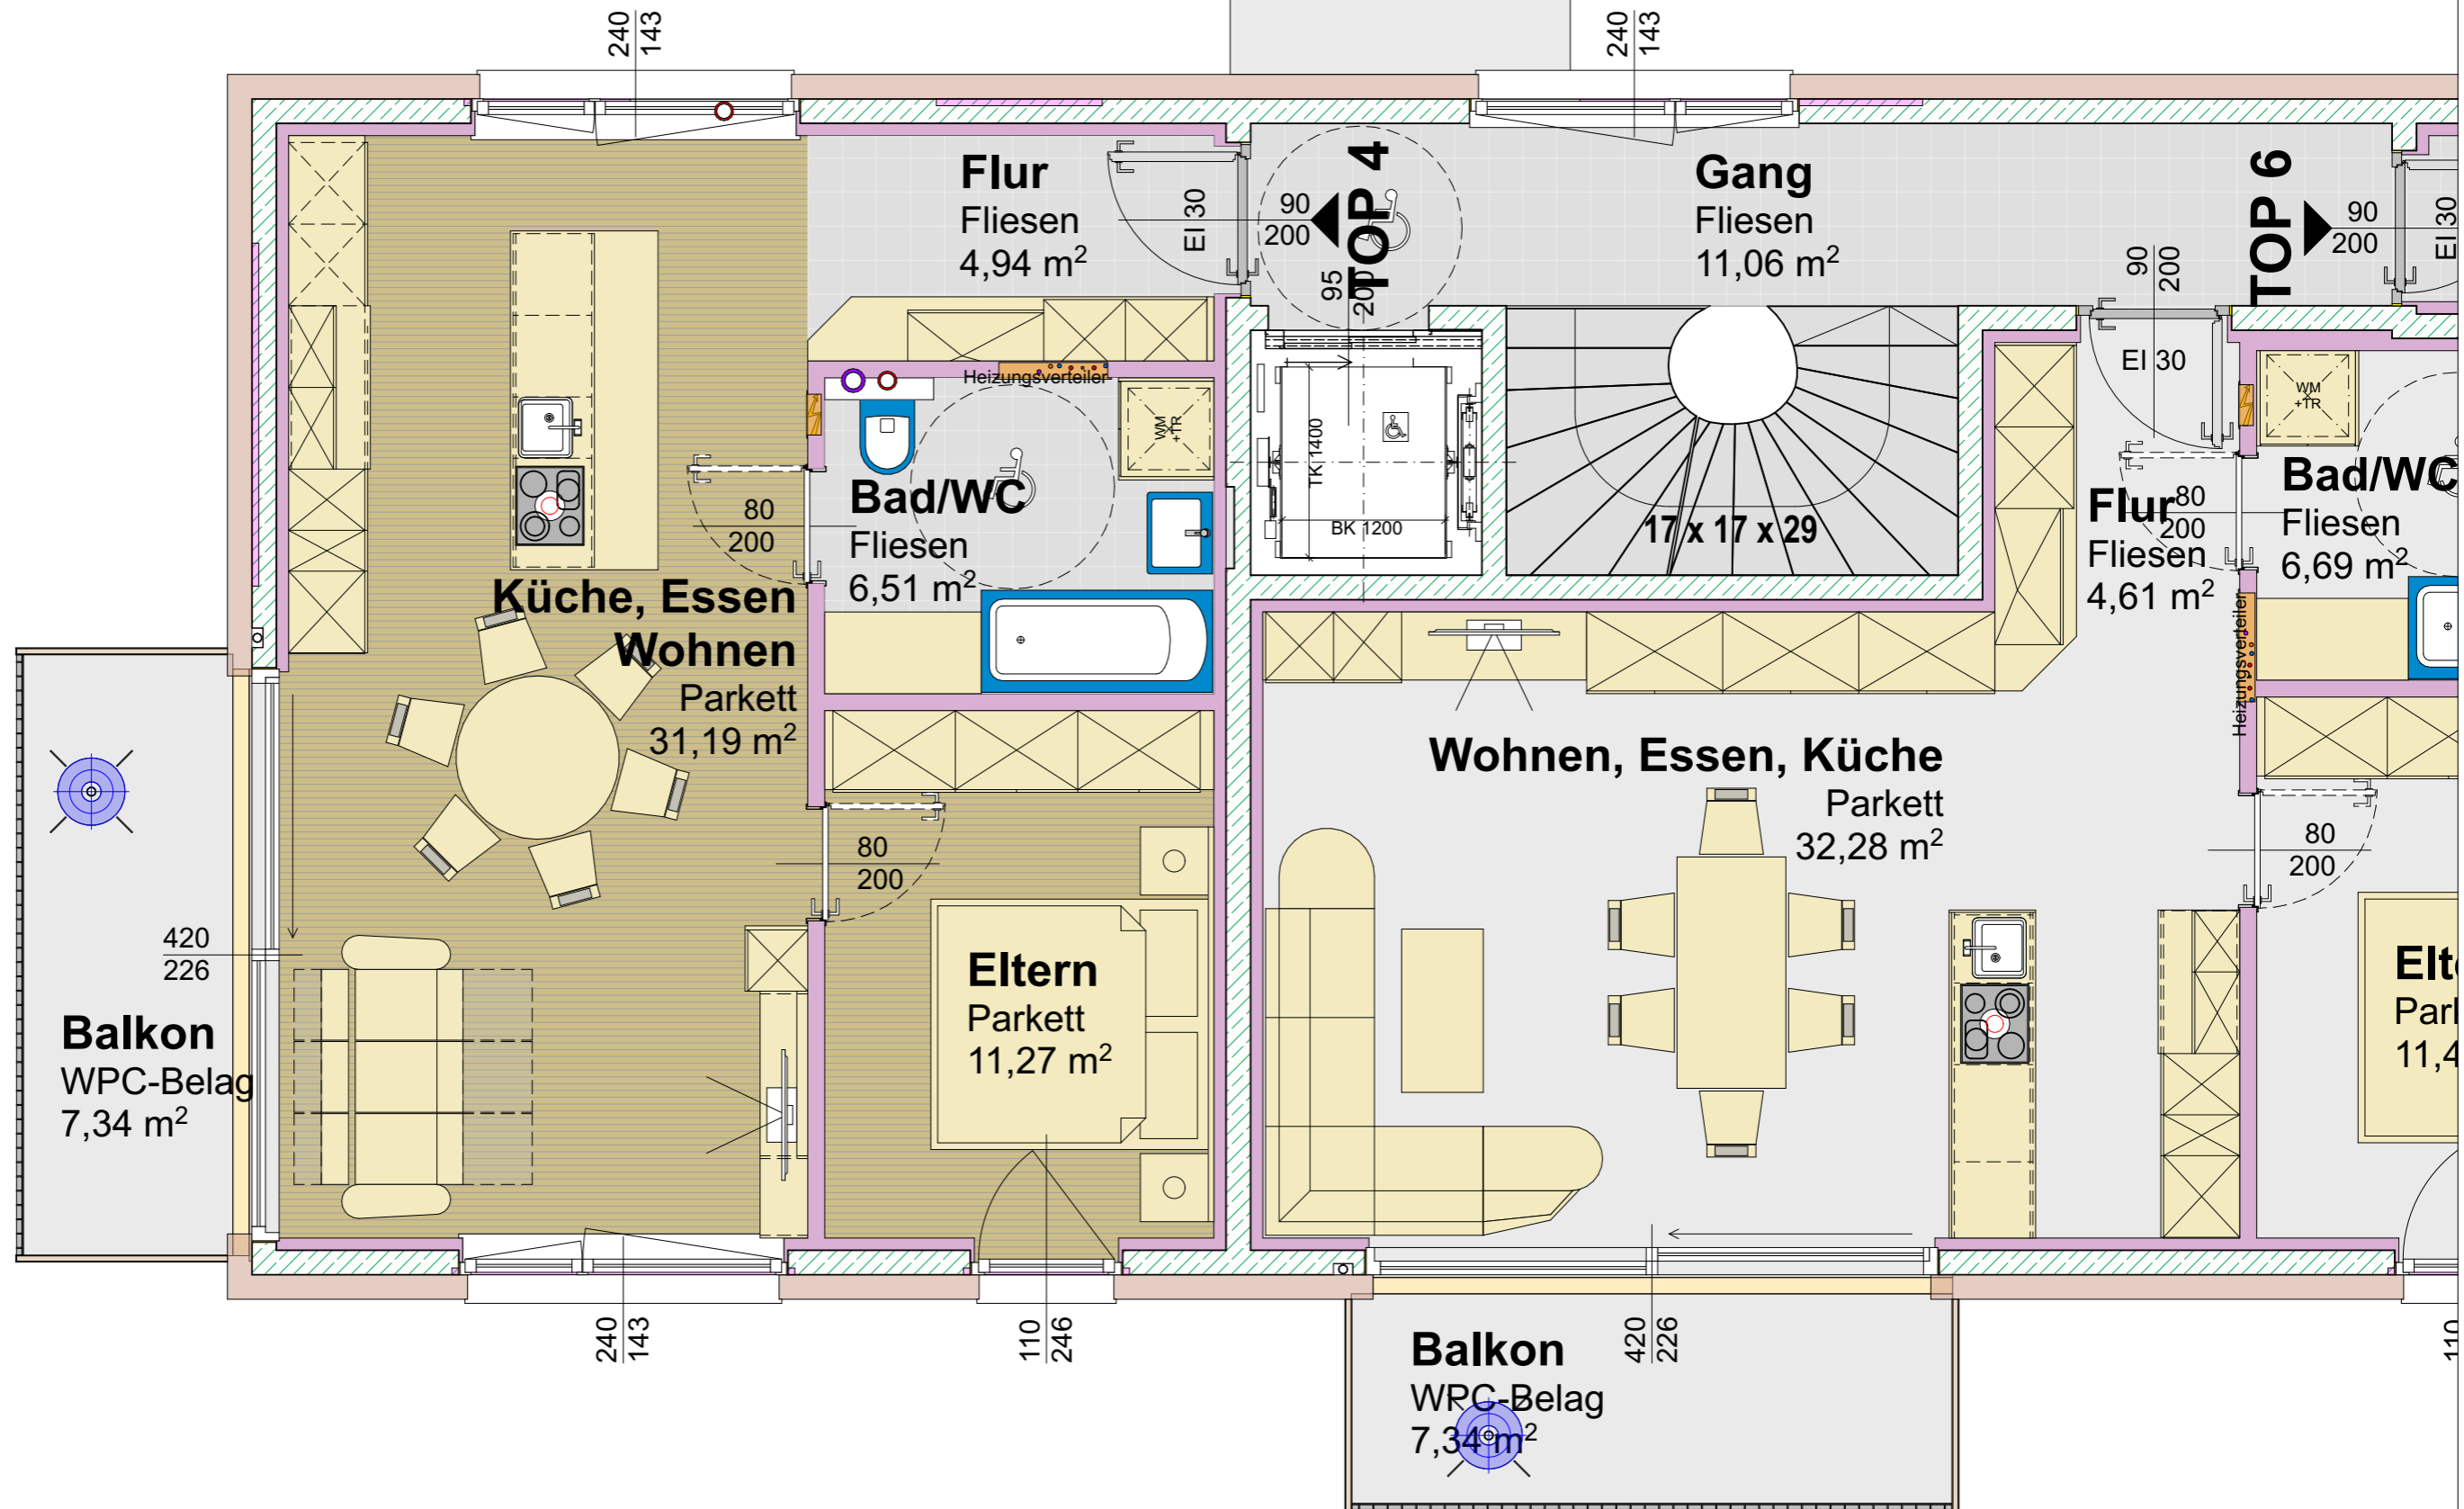 240
143
240
143
Flur
Fliesen
4,94 m²
EI 30
90
200
TOP 4
95
200
Gang
Fliesen
11,06 m²
TOP 6
90
200
EI 30
90
200
EI 30
Heizungsverteiler
WM
+TR
80
200
Bad/WC
Fliesen
6,51 m²
TK 1400
BK 1200
17 x 17 x 29
Flur
Fliesen
4,61 m²
80
200
WM
+TR
Bad/WC
Fliesen
6,69 m²
Heizungsverteiler
Küche, Essen
Wohnen
Parkett
31,19 m²
Wohnen, Essen, Küche
Parkett
32,28 m²
80
200
80
200
420
226
Balkon
WPC-Belag
7,34 m²
Eltern
Parkett
11,27 m²
Elt
Park
11,4
240
143
110
246
420
226
110
Balkon
WPC-Belag
7,34 m²